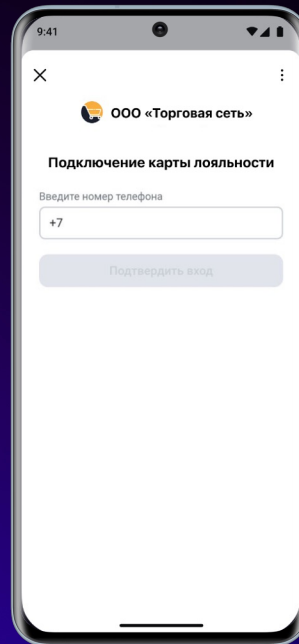 9:41
ООО «Торговая сеть»
Подключение карты лояльности
Введите номер телефона
+7
Подтвердить вход